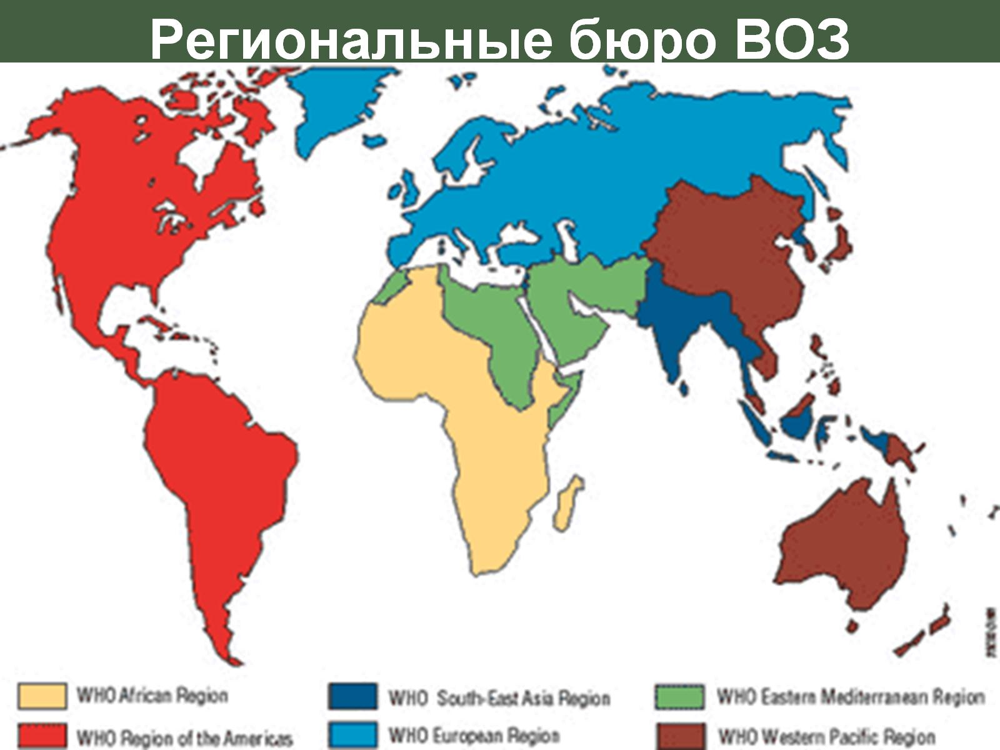 Региональные бюро ВОЗ
WHO African Region
WHO South-East Asia Region
WHO Eastern Mediterranean Region
WHO Region of the Americas
WHO European Region
WHO Western Pacific Region